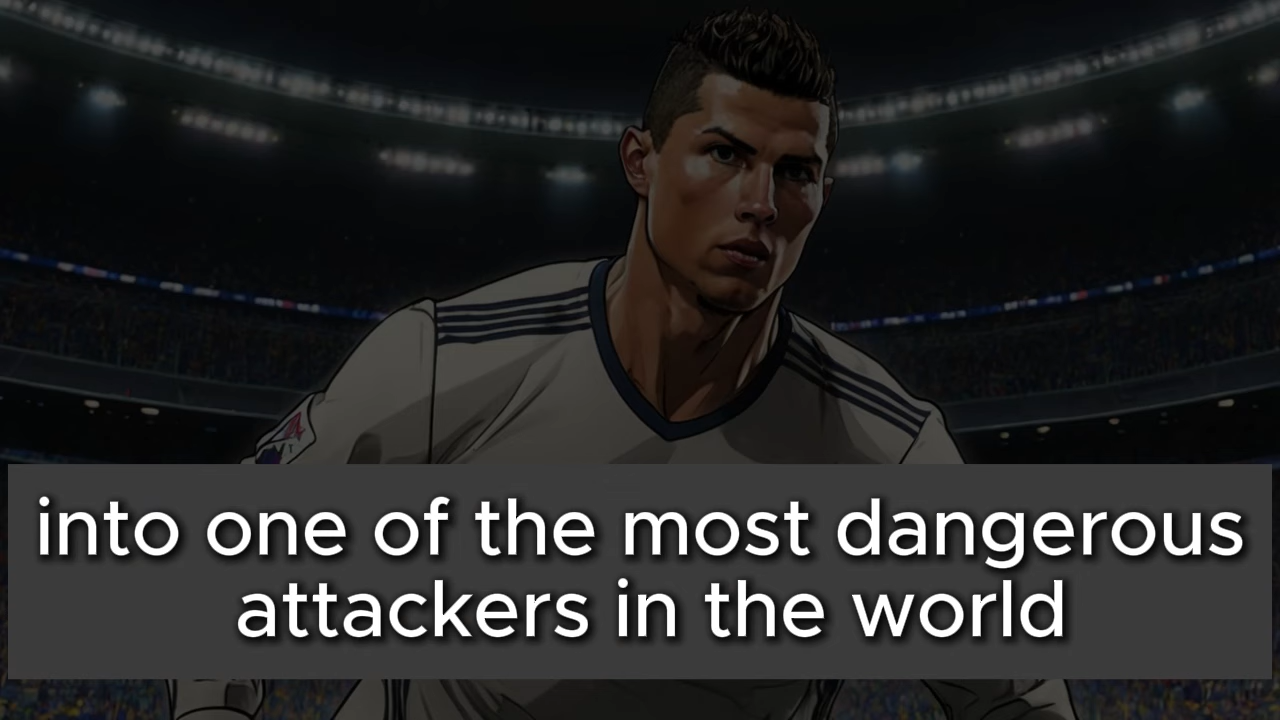 into one of the most dangerous
attackers in the world